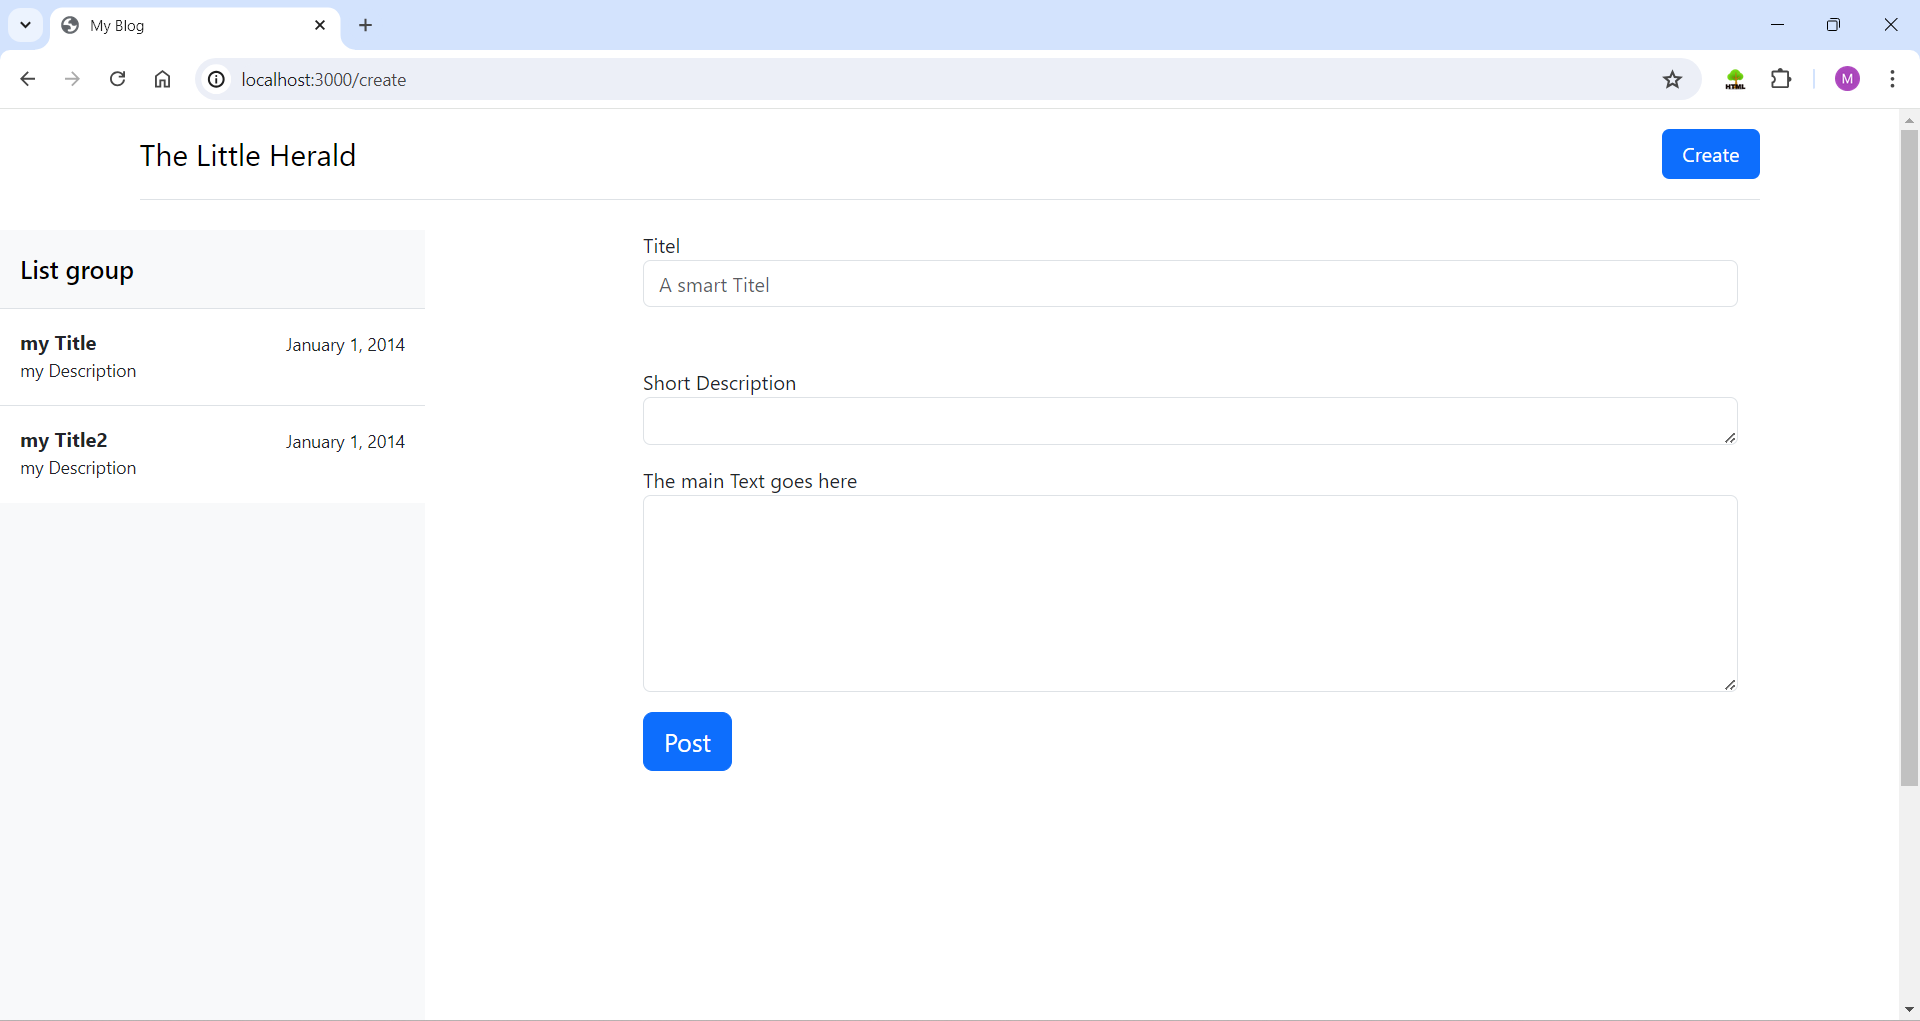 My Blog
localhost:3000/create
HTML
M
The Little Herald
Create
List group
my Title
January 1, 2014
my Description
my Title2
January 1, 2014
my Description
Titel
A smart Titel
Short Description
The main Text goes here
Post